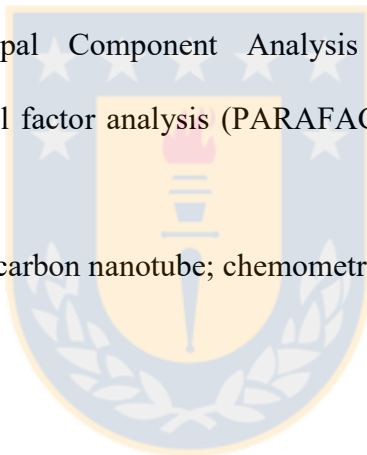 pal Component Analysis
l factor analysis (PARAFAC
carbon nanotube; chemometr